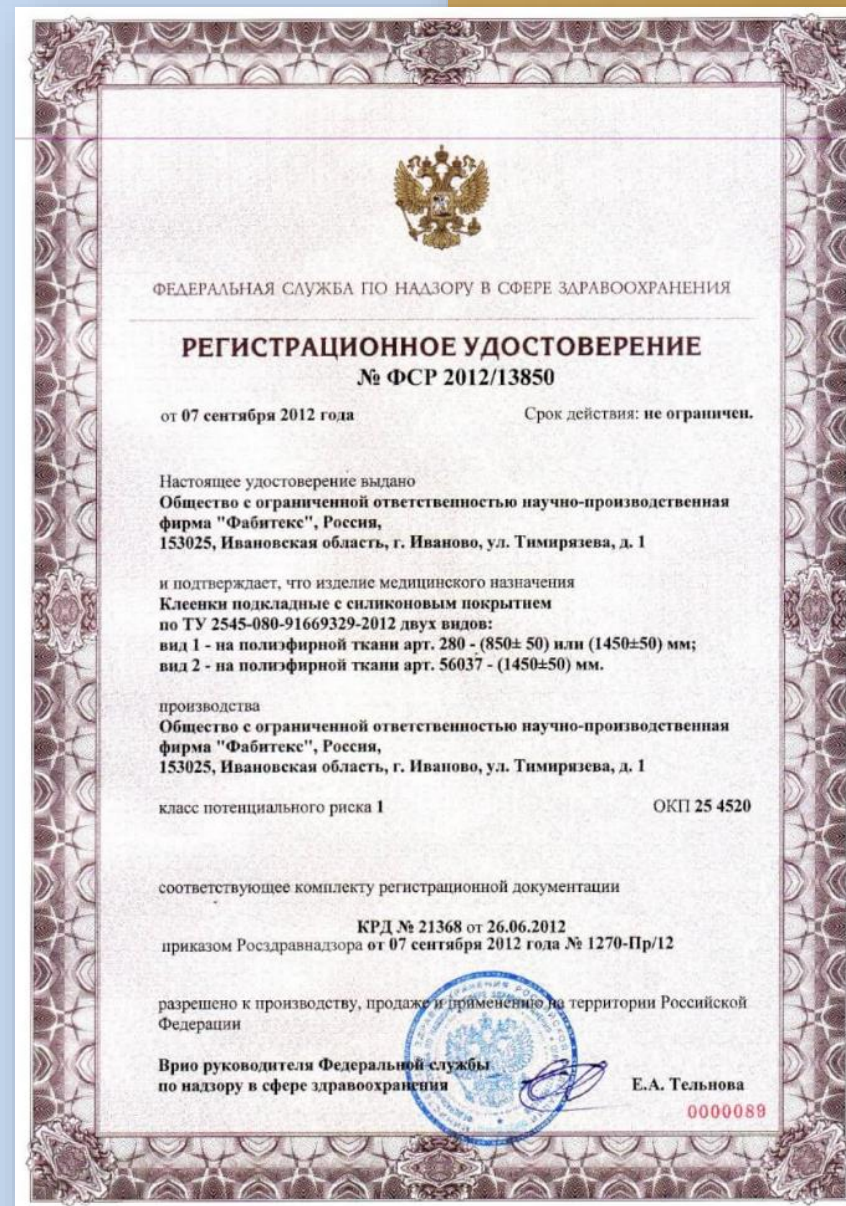 ФЕДЕРАЛЬНАЯ СЛУЖБА ПО НАДЗОРУ В СФЕРЕ ЗДРАВООХРАНЕНИЯ
РЕГИСТРАЦИОННОЕ УДОСТОВЕРЕНИЕ
№ ФСР 2012/13850
от 07 сентября 2012 года Срок действия: не ограничен.
Настоящее удостоверение выдано
Общество с ограниченной ответственностью научно-производственная
фирма "Фабитекс", Россия,
153025, Ивановская область, г. Иваново, ул. Тимирязева, д. 1
и подтверждает, что изделие медицинского назначения
Клеенки подкладные с силиконовым покрытием
по ТУ 2545-080-91669329-2012 двух видов:
вид 1 - на полиэфирной ткани арт. 280 - (850± 50) или (1450±50) мм;
вид 2 - на полиэфирной ткани арт. 56037 - (1450±50) мм.
производства
Общество с ограниченной ответственностью научно-производственная
фирма "Фабитекс", Россия,
153025, Ивановская область, г. Иваново, ул. Тимирязева, д. 1
класс потенциального риска 1 ОКП 25 4520
соответствующее комплекту регистрационной документации
КРД № 21368 от 26.06.2012
приказом Росздравнадзора от 07 сентября 2012 года № 1270-Пр/12
разрешено к производству, продаже и применению на территории Российской
Федерации
Врио руководителя Федеральной службы
по надзору в сфере здравоохранения Е.А. Тельнова
0000089